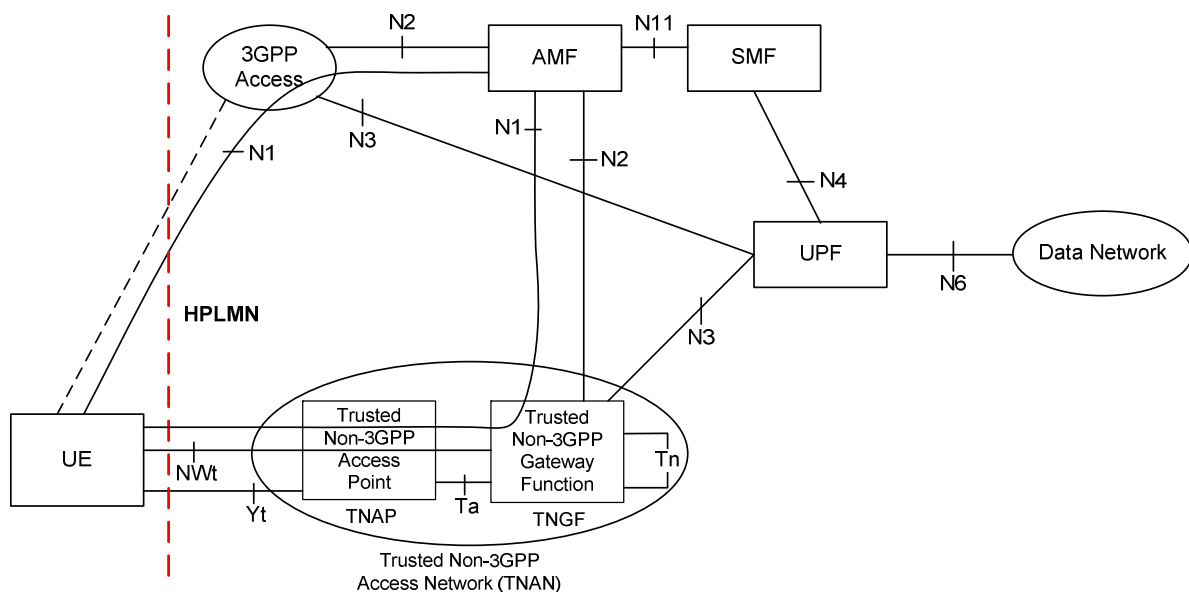 N2
N11
3GPP
Access
AMF
SMF
N1
N3
N1
N2
N4
UPF
Data Network
N6
HPLMN
N3
UE
Trusted
Non-3GPP
Access
Point
Trusted
Non-3GPP
Gateway
Function
Tn
NWt
Yt
Ta
TNAP
TNGF
Trusted Non-3GPP
Access Network (TNAN)